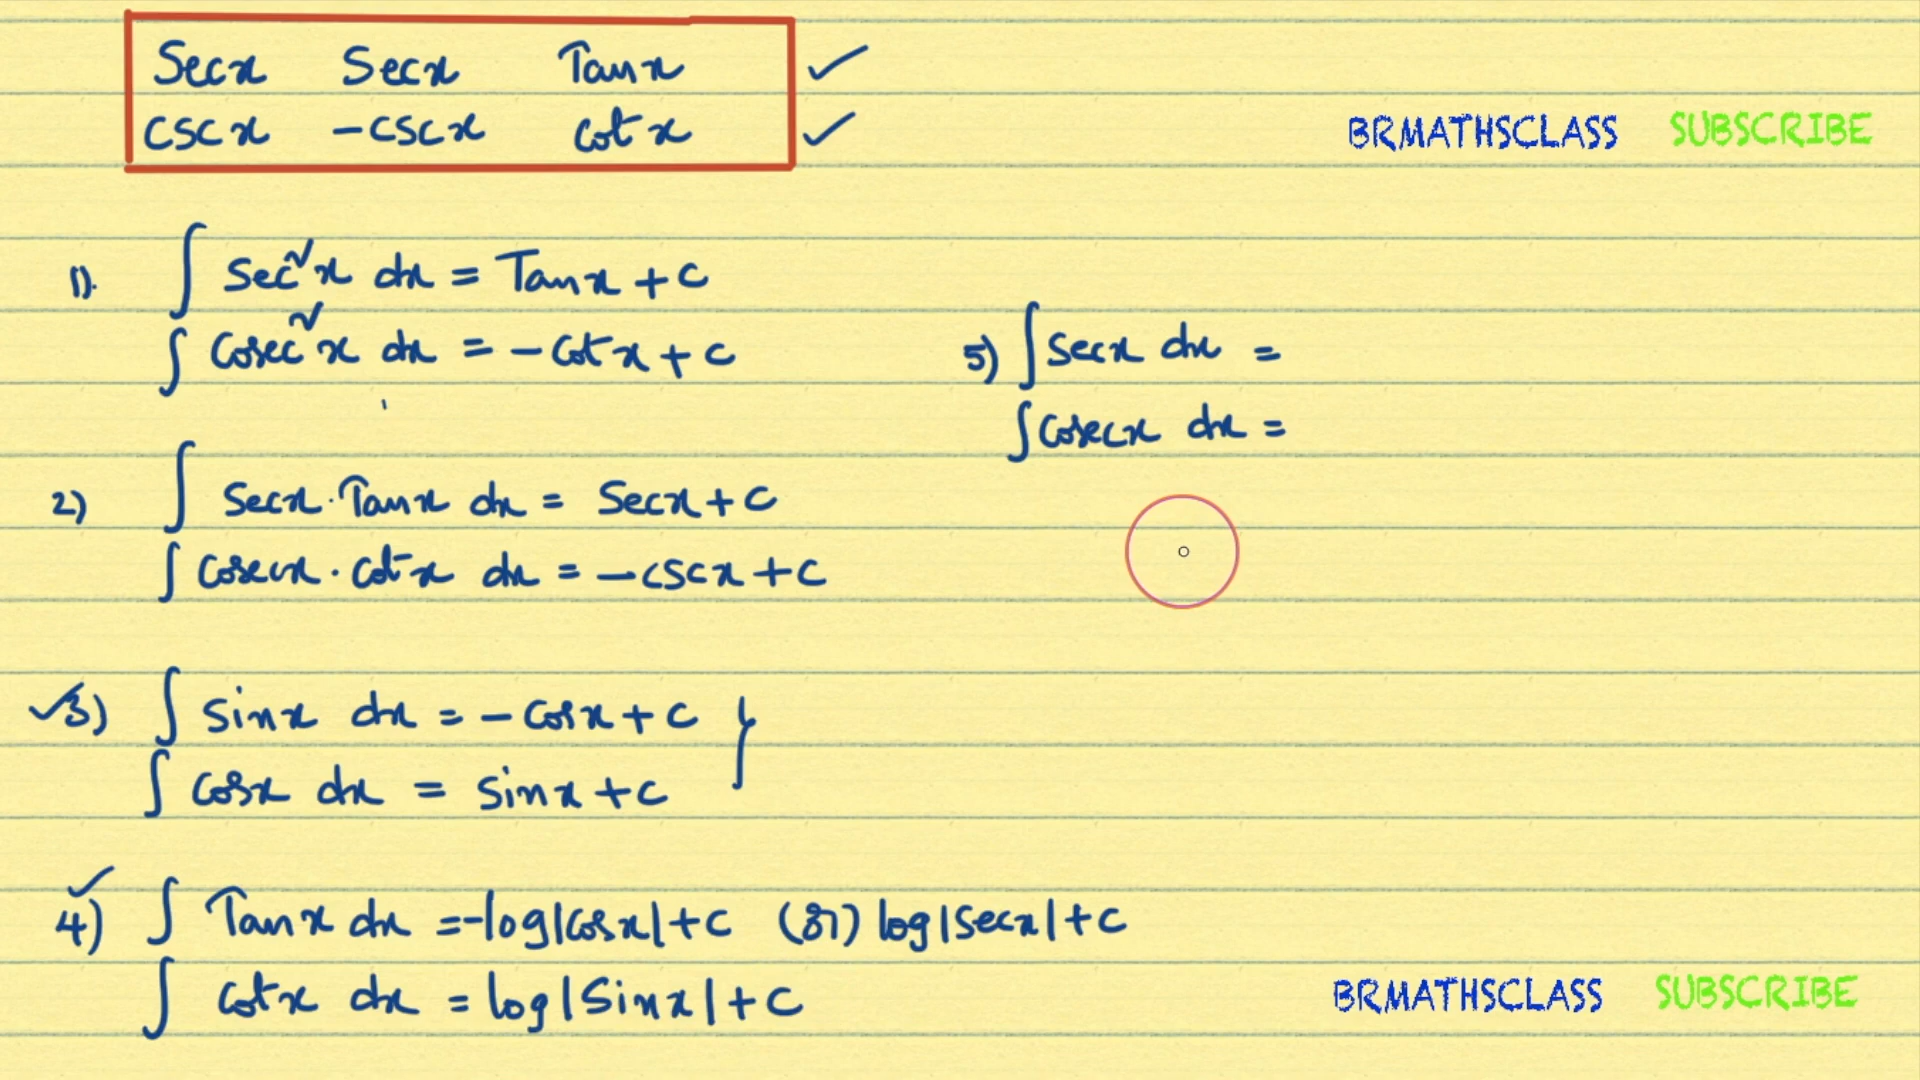 Secx Secx Tanx ✓
cscx -cscx cotx ✓
BRMATHSCLASS SUBSCRIBE
1). ∫ Sec²x dx = Tanx + c
∫ Cosec²x dx = - Cotx + c
2) ∫ Secx · Tanx dx = Secx + c
∫ Cosecx · Cotx dx = - cscx + c
✓3) ∫ Sinx dx = - Cosx + c }
∫ Cosx dx = Sinx + c
✓4) ∫ Tanx dx = -log|Cosx| + c (or) log|Secx| + c
∫ Cotx dx = log|Sinx| + c
5) ∫ Secx dx =
∫ Cosecx dx =
BRMATHSCLASS SUBSCRIBE